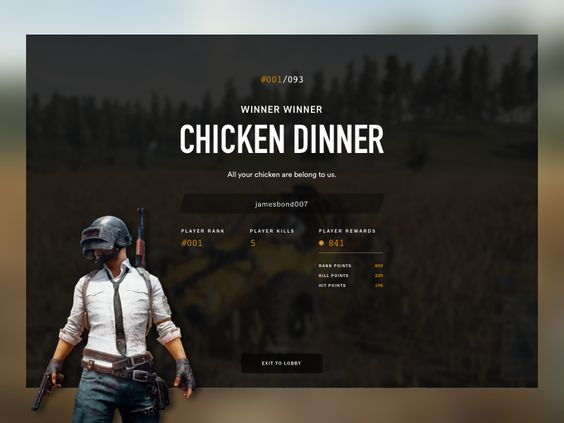 #001/093
WINNER WINNER
CHICKEN DINNER
All your chicken are belong to us.
jamesbond007
PLAYER RANK PLAYER KILLS PLAYER REWARDS
#001 5 841
RANK POINTS
KILL POINTS 200
HIT POINTS
EXIT TO LOBBY